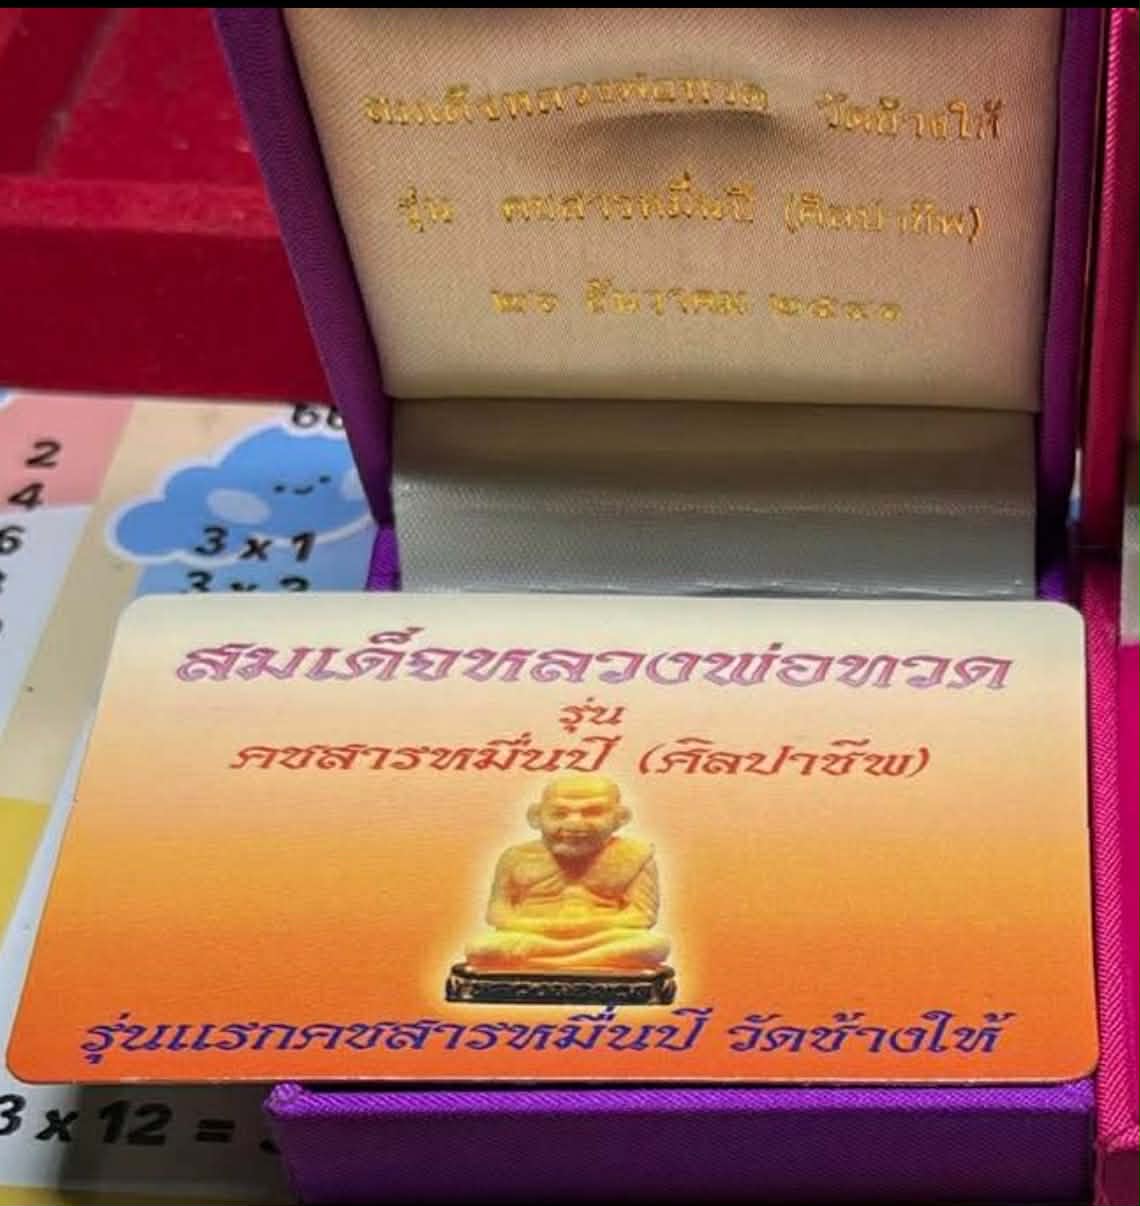 สมเด็จหลวงพ่อทวด วัดช้างให้
รุ่น คชสารหมื่นปี (ศิลปาชีพ)
ธันวาคม
2
4
6
3 x 1
สมเด็จหลวงพ่อทวด
รุ่น
คชสารหมื่นปี (ศิลปาชีพ)
รุ่นแรกคชสารหมื่นปี วัดช้างให้
3 x 12 =